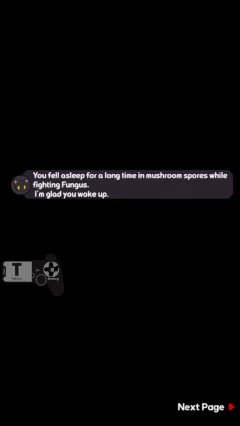 You fell asleep for a long time in mushroom spores while
fighting Fungus.
I'm glad you woke up.
T
Next Page